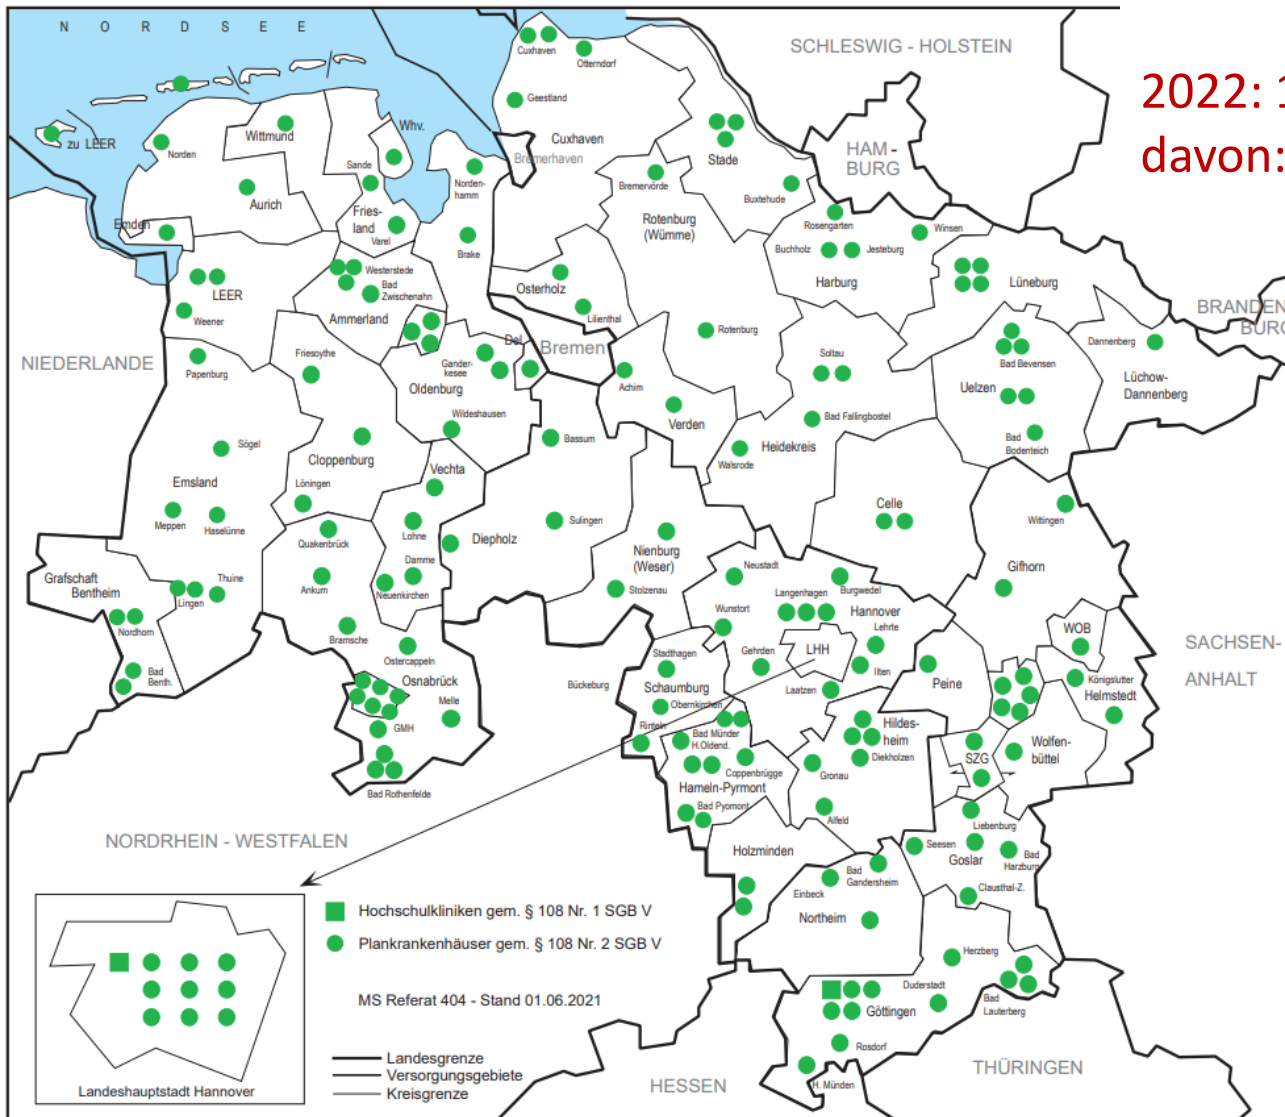 N O R D S E E
SCHLESWIG - HOLSTEIN
2022: 1
davon:
Cuxhaven
Otterndorf
Geestland
Cuxhaven
Bremerhaven
Stade
HAM -
BURG
zu LEER
Norden
Wittmund
Whv.
Sande
Aurich
Fries-
land
Varel
Emden
Norden-
hamm
Brake
Bremervörde
Buxtehude
Rotenburg
(Wümme)
Rosengarten
Buchholz
Jesteburg
Winsen
Harburg
Lüneburg
LEER
Weener
Westerstede
Bad
Zwischenahn
Ammerland
Osterholz
Lilienthal
Del
Bremen
BRANDEN
BURG
Dannenberg
Lüchow-
Dannenberg
NIEDERLANDE
Papenburg
Friesoythe
Gander-
kesee
Oldenburg
Wildeshausen
Achim
Rotenburg
Verden
Soltau
Bad Fallingbostel
Heidekreis
Walsrode
Bad Bevensen
Uelzen
Bad
Bodenteich
Sögel
Cloppenburg
Emsland
Löningen
Vechta
Bassum
Meppen
Haselünne
Lohne
Diepholz
Sulingen
Celle
Wittingen
Quakenbrück
Damme
Nienburg
(Weser)
Gifhorn
Grafschaft
Bentheim
Thuine
Lingen
Ankum
Neuenkirchen
Stolzenau
Neustadt
Burgwedel
Langenhagen
Hannover
Wunstort
Lehrte
Nordhorn
Bramsche
Ostercappeln
Bad
Benth.
Osnabrück
Melle
GMH
Bad Rothenfelde
Stadthagen
Gehrden
LHH
Ilten
Laatzen
Bückeburg
Schaumburg
Obernkirchen
Rinteln
Peine
WOB
Königslutter
Helmstedt
SACHSEN-
ANHALT
Bad Münder
H.Oldend.
Coppenbrügge
Hameln-Pyrmont
Bad Pyomont
Hildes-
heim
Diekholzen
Gronau
Alfeld
SZG
Wolfen-
büttel
Liebenburg
Seesen
Goslar
Bad
Harzburg
Clausthal-Z.
NORDRHEIN - WESTFALEN
Holzminden
Einbeck
Bad
Gandersheim
Northeim
Herzberg
Duderstadt
Bad
Lauterberg
Göttingen
Rosdorf
H. Münden
HESSEN
THÜRINGEN
Hochschulkliniken gem. § 108 Nr. 1 SGB V
Plankrankenhäuser gem. § 108 Nr. 2 SGB V
MS Referat 404 - Stand 01.06.2021
Landesgrenze
Versorgungsgebiete
Kreisgrenze
Landeshauptstadt Hannover